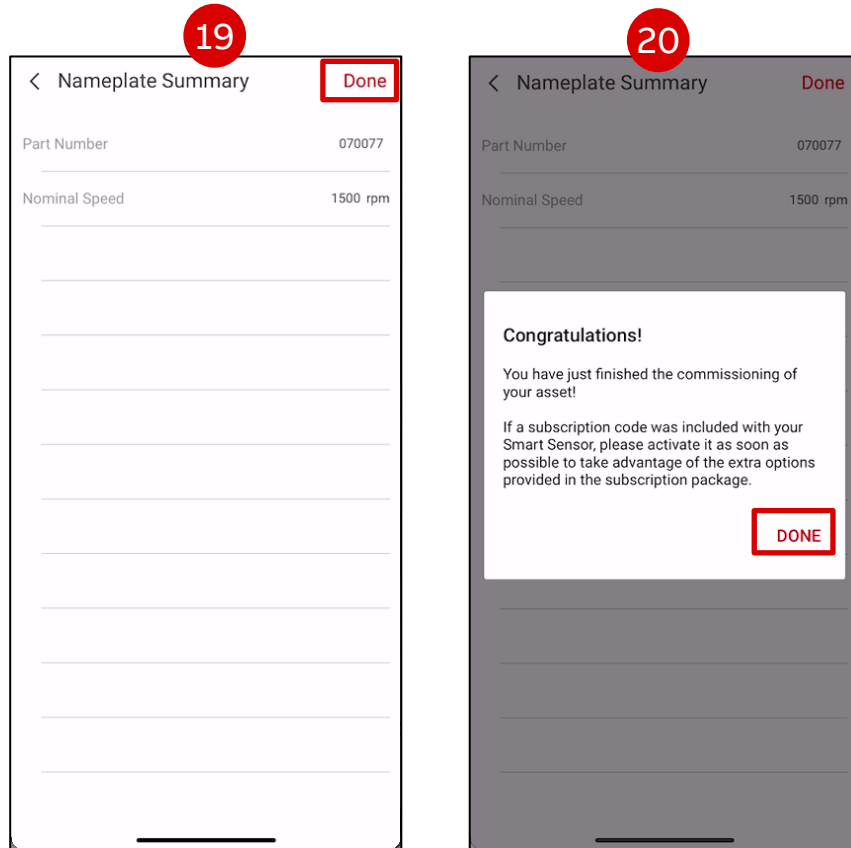 19
Nameplate Summary Done
Part Number 070077
Nominal Speed 1500 rpm
20
Nameplate Summary Done
Part Number 070077
Nominal Speed 1500 rpm
Congratulations!
You have just finished the commissioning of
your asset!
If a subscription code was included with your
Smart Sensor, please activate it as soon as
possible to take advantage of the extra options
provided in the subscription package.
DONE